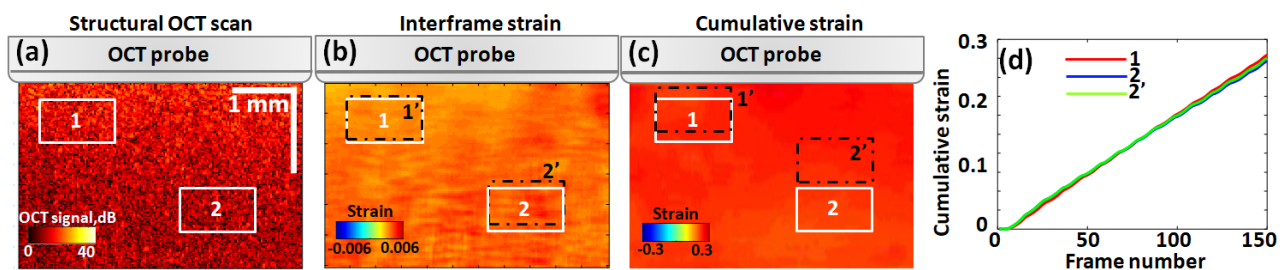 Structural OCT scan
(a)
OCT probe
1 mm
1
2
OCT signal,dB
0 40
Interframe strain
(b)
OCT probe
1 1’
2’
2
Strain
-0.006 0.006
Cumulative strain
(c)
OCT probe
1’
1
2’
2
Strain
-0.3 0.3
(d)
1
2
2’
Cumulative strain
0.3
0.2
0.1
0
0 50 100 150
Frame number